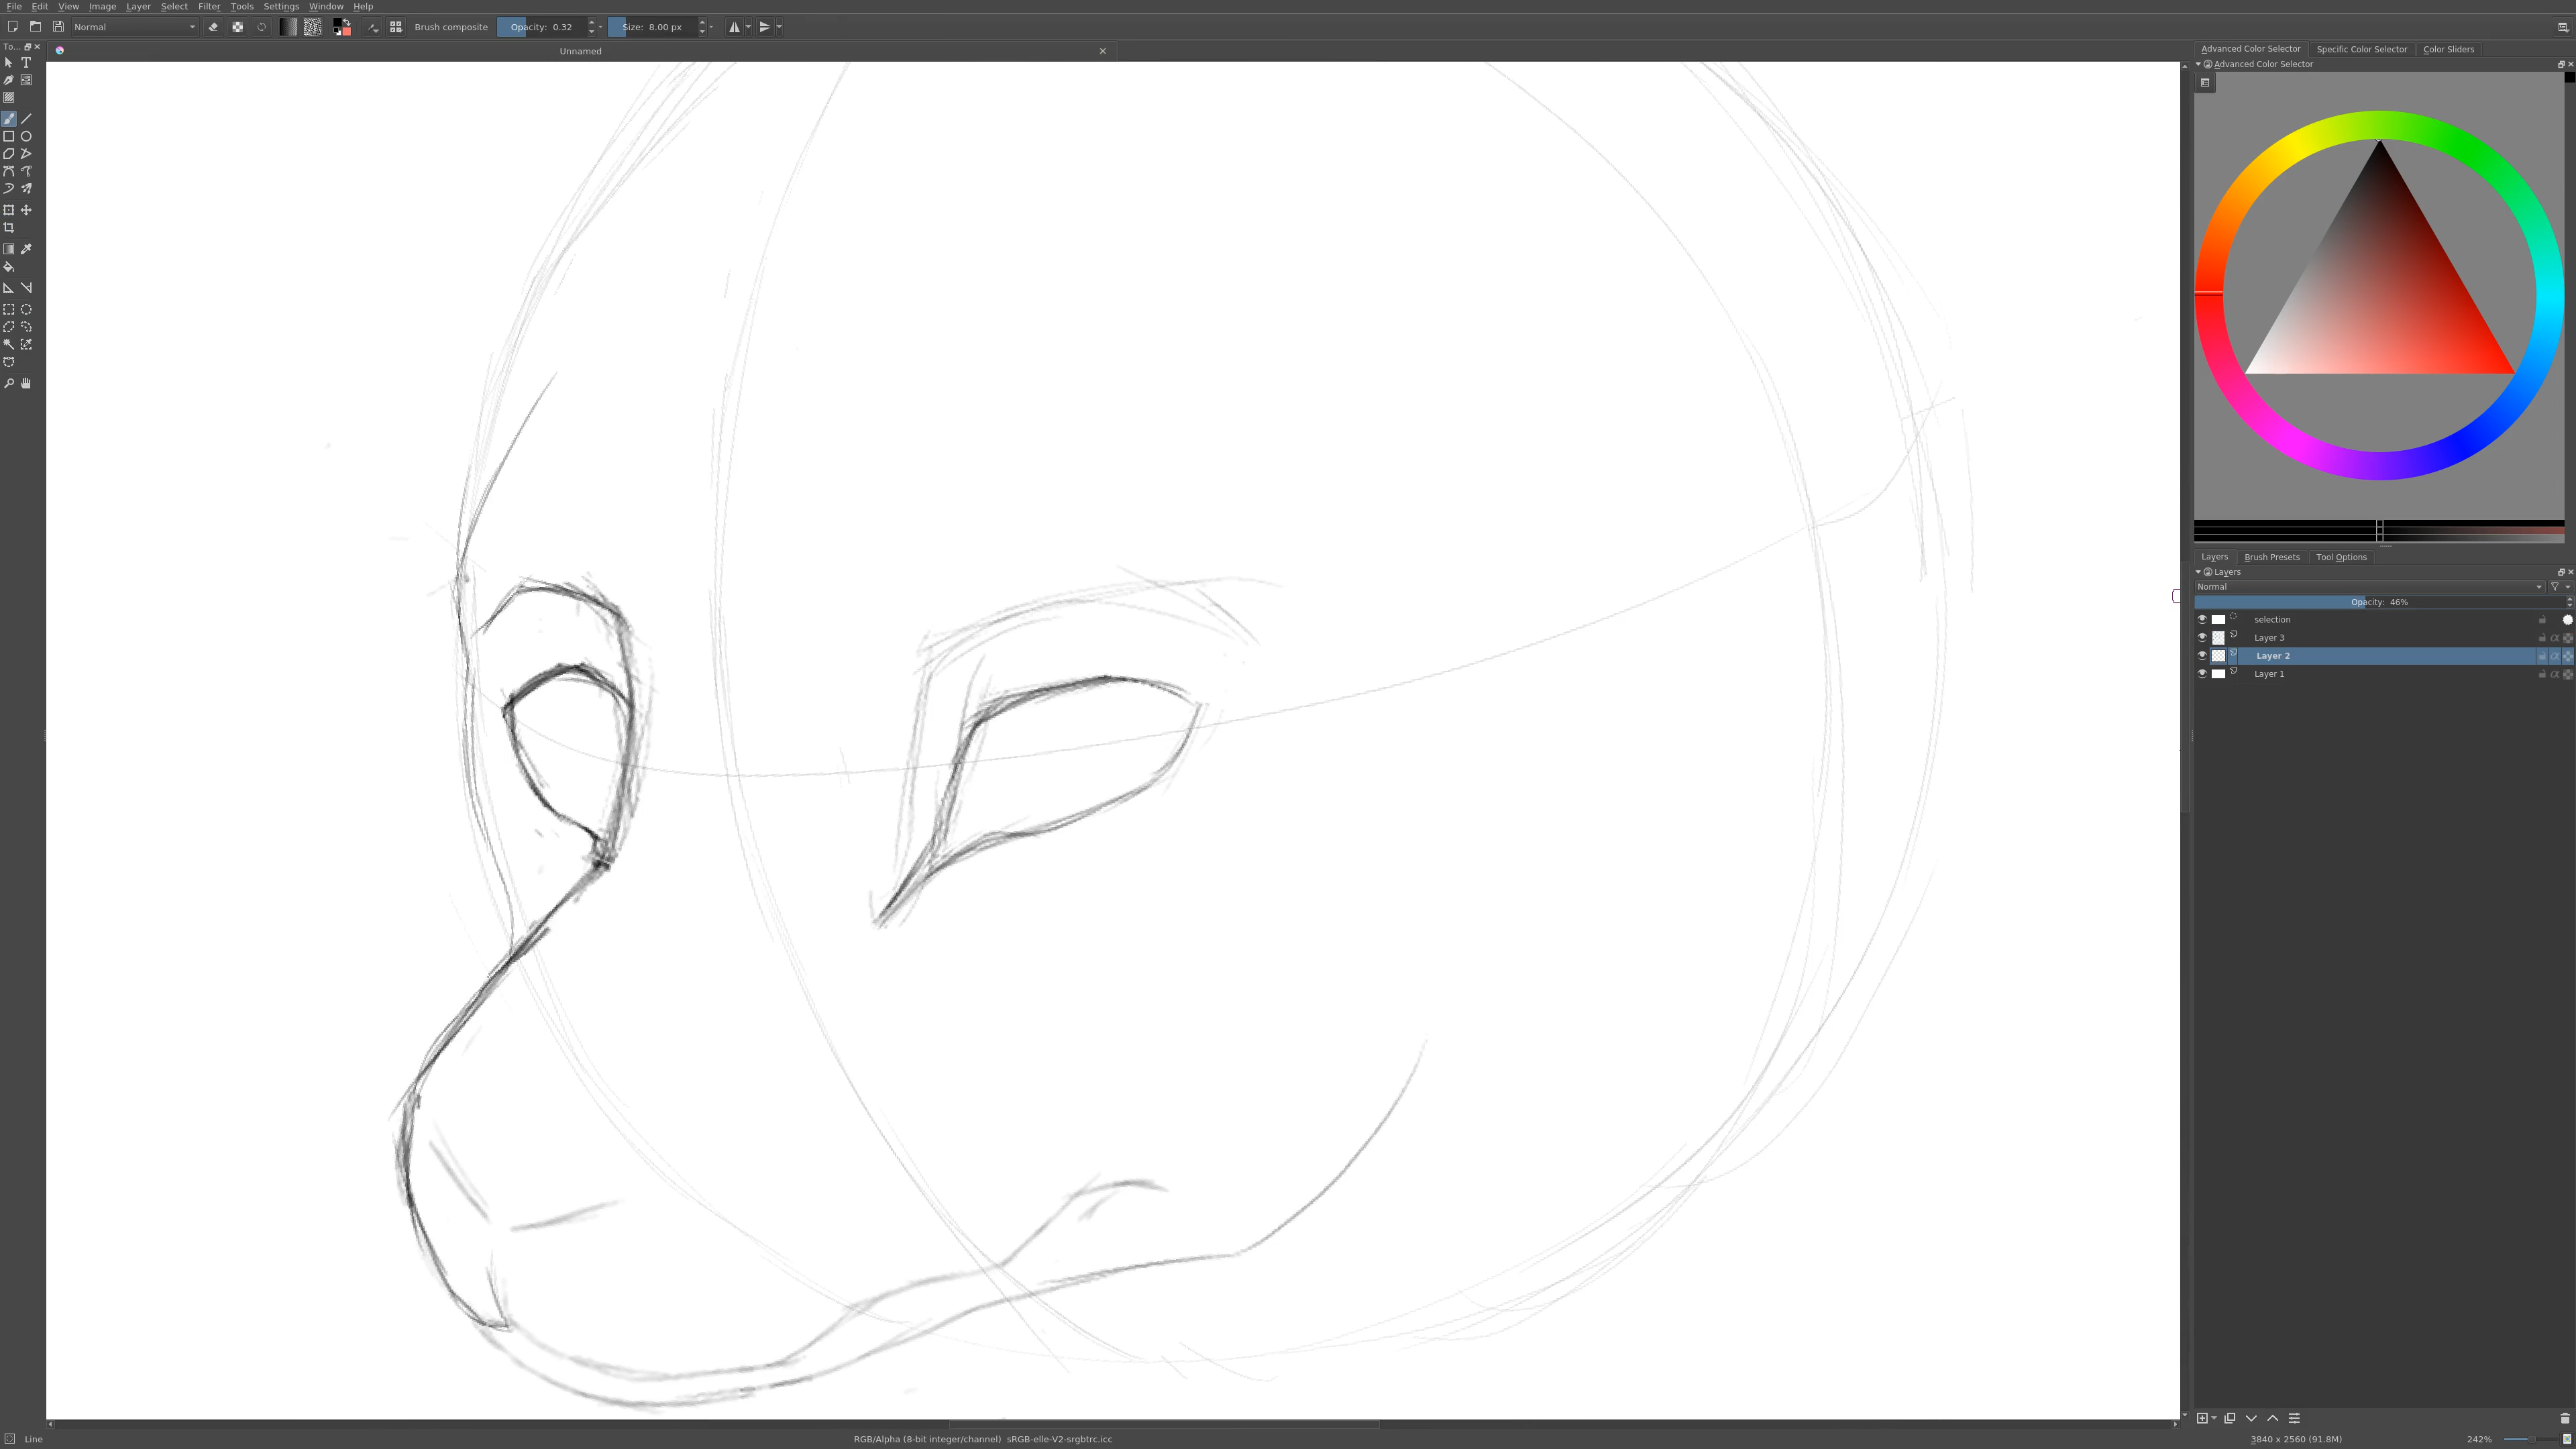 File Edit View Image Layer Select Filter Tools Settings Window Help
Normal Brush composite Opacity: 0.32 Size: 8.00 px
To... Unnamed
Advanced Color Selector Specific Color Selector Color Sliders
Advanced Color Selector
Layers Brush Presets Tool Options
Layers
Normal
Opacity: 46%
selection
Layer 3
Layer 2
Layer 1
Line RGB/Alpha (8-bit integer/channel) sRGB-elle-V2-srgbtrc.icc 3840 x 2560 (91.8M) 242%